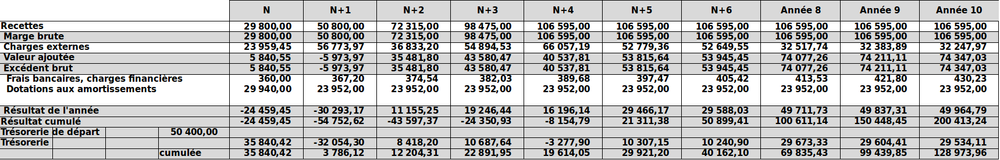 N N+1 N+2 N+3 N+4 N+5 N+6 Année 8 Année 9 Année 10
Recettes 29 800,00 50 800,00 72 315,00 98 475,00 106 595,00 106 595,00 106 595,00 106 595,00 106 595,00 106 595,00
Marge brute 29 800,00 50 800,00 72 315,00 98 475,00 106 595,00 106 595,00 106 595,00 106 595,00 106 595,00 106 595,00
Charges externes 23 959,45 56 773,97 36 833,20 54 894,53 66 057,19 52 779,36 52 649,55 32 517,74 32 383,89 32 247,97
Valeur ajoutée 5 840,55 -5 973,97 35 481,80 43 580,47 40 537,81 53 815,64 53 945,45 74 077,26 74 211,11 74 347,03
Excédent brut 5 840,55 -5 973,97 35 481,80 43 580,47 40 537,81 53 815,64 53 945,45 74 077,26 74 211,11 74 347,03
Frais bancaires, charges financières 360,00 367,20 374,54 382,03 389,68 397,47 405,42 413,53 421,80 430,23
Dotations aux amortissements 29 940,00 23 952,00 23 952,00 23 952,00 23 952,00 23 952,00 23 952,00 23 952,00 23 952,00 23 952,00
Résultat de l'année -24 459,45 -30 293,17 11 155,25 19 246,44 16 196,14 29 466,17 29 588,03 49 711,73 49 837,31 49 964,79
Résultat cumulé -24 459,45 -54 752,62 -43 597,37 -24 350,93 -8 154,79 21 311,38 50 899,41 100 611,14 150 448,45 200 413,24
Trésorerie de départ 50 400,00
Trésorerie 35 840,42 -32 054,30 8 418,20 10 687,64 -3 277,90 10 307,15 10 240,90 29 673,33 29 604,41 29 534,11
cumulée 35 840,42 3 786,12 12 204,31 22 891,95 19 614,05 29 921,20 40 162,10 69 835,43 99 439,85 128 973,96